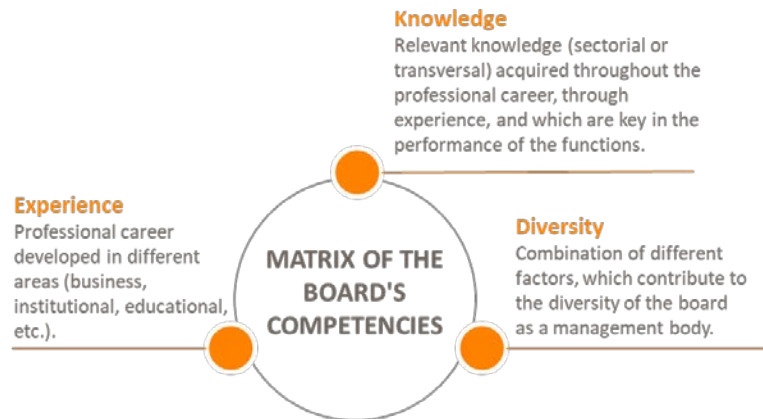 Knowledge
Relevant knowledge (sectorial or
transversal) acquired throughout the
professional career, through
experience, and which are key in the
performance of the functions.
Experience
Professional career
developed in different
areas (business,
institutional, educational,
etc.).
MATRIX OF THE
BOARD'S
COMPETENCIES
Diversity
Combination of different
factors, which contribute to
the diversity of the board
as a management body.